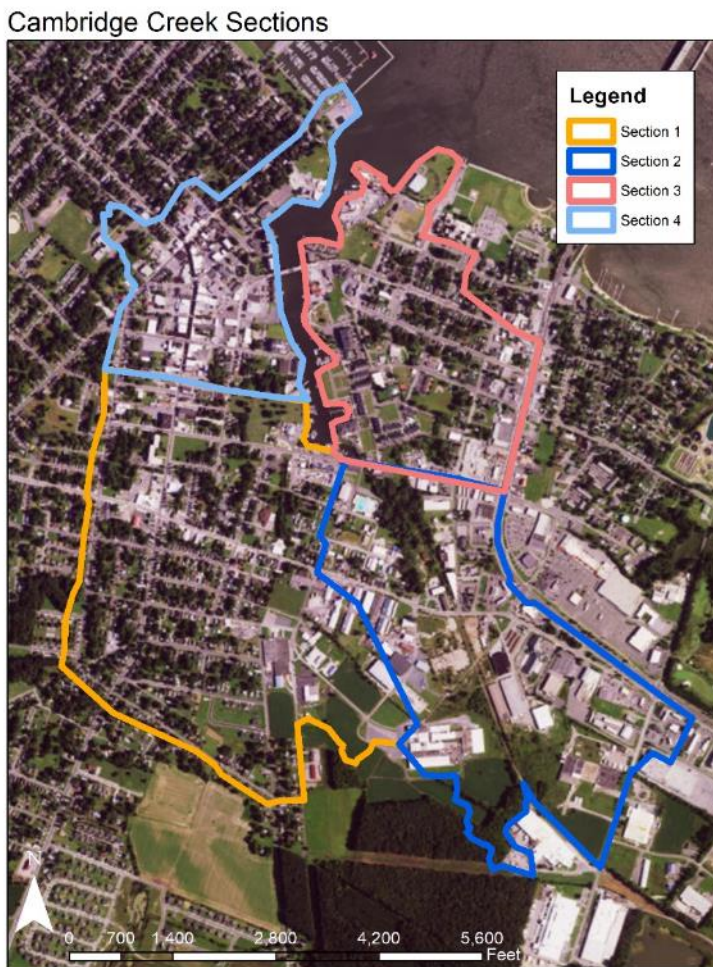 Cambridge Creek Sections
Legend
Section 1
Section 2
Section 3
Section 4
N
0 700 1,400 2,800 4,200 5,600
Feet